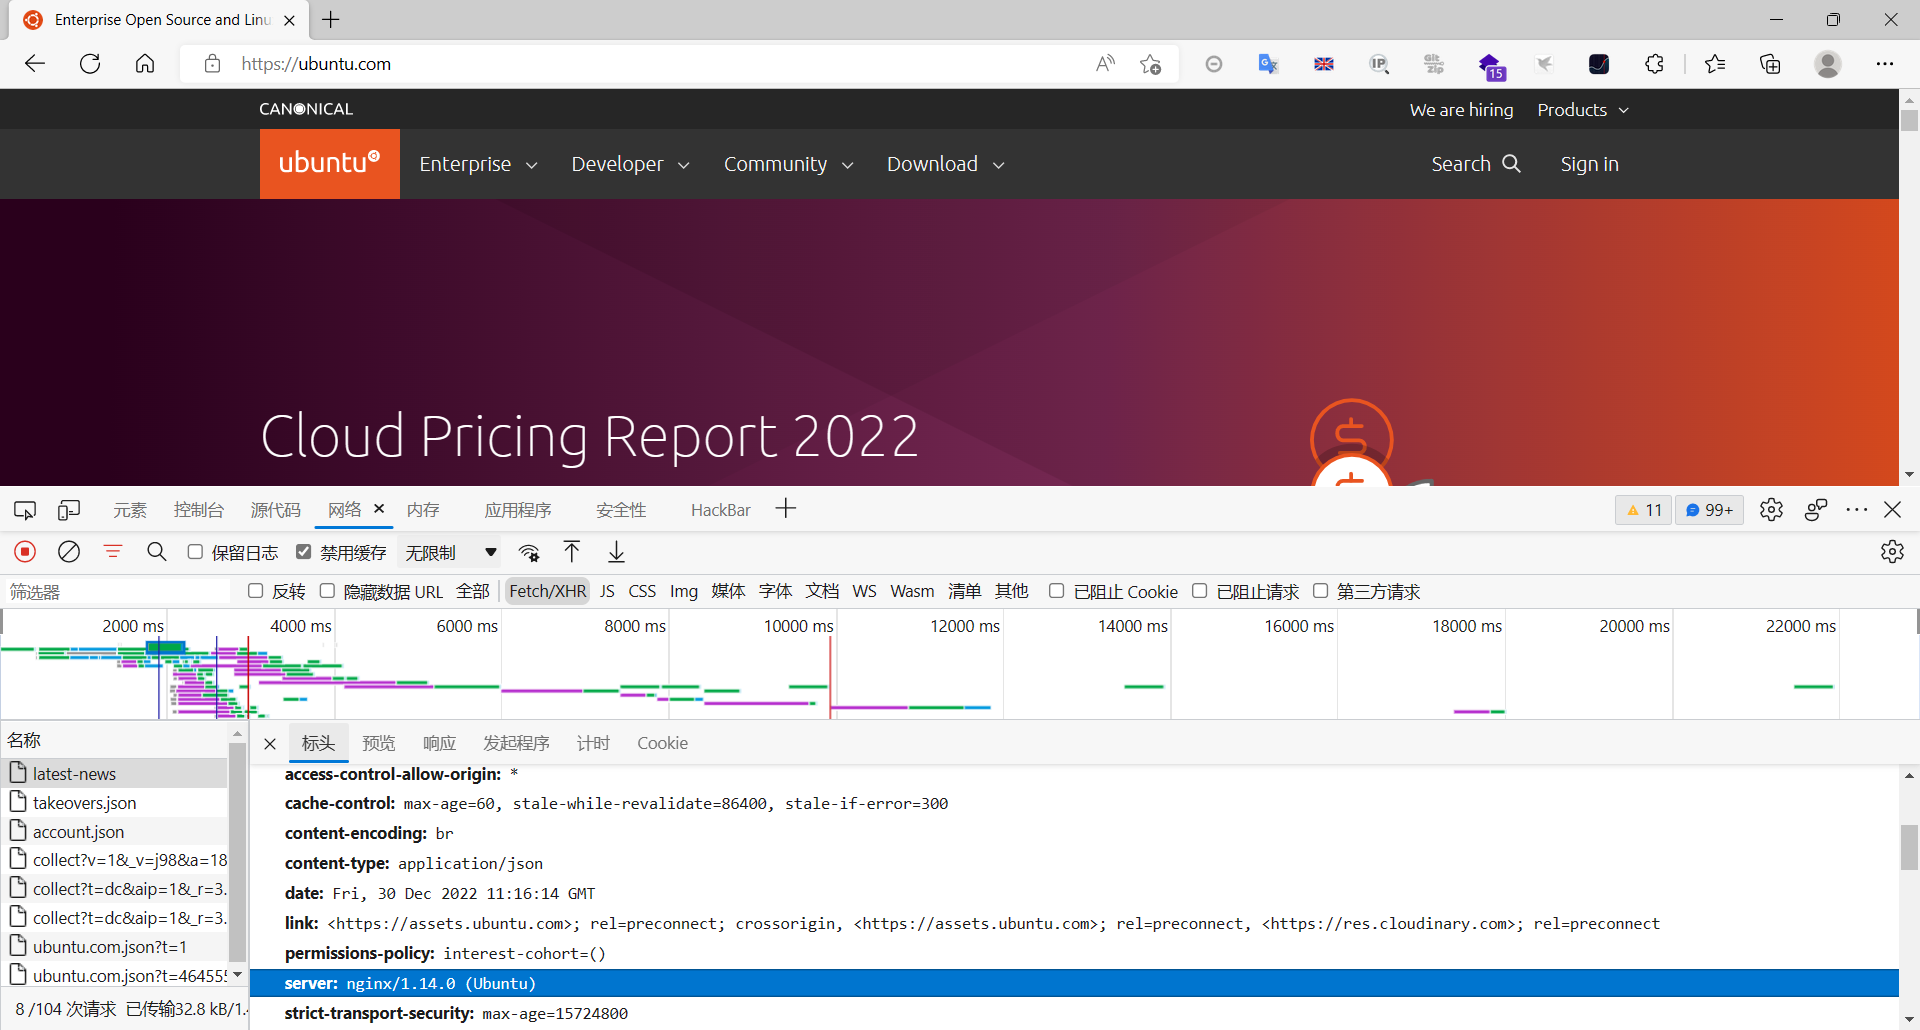 Enterprise Open Source and Linu
https://ubuntu.com
Git
zip
IP
15
CANONICAL
We are hiring Products
ubuntu Enterprise Developer Community Download Search Sign in
Cloud Pricing Report 2022
元素 控制台 源代码 网络 内存 应用程序 安全性 HackBar 11 99+
保留日志 禁用缓存 无限制
筛选器 反转 隐藏数据 URL 全部 Fetch/XHR JS CSS Img 媒体 字体 文档 WS Wasm 清单 其他 已阻止 Cookie 已阻止请求 第三方请求
2000 ms 4000 ms 6000 ms 8000 ms 10000 ms 12000 ms 14000 ms 16000 ms 18000 ms 20000 ms 22000 ms
名称
latest-news
takeovers.json
account.json
collect?v=1&_v=j98&a=18
collect?t=dc&aip=1&_r=3.
collect?t=dc&aip=1&_r=3.
ubuntu.com.json?t=1
ubuntu.com.json?t=464555
8 /104 次请求 已传输32.8 kB/1.
标头 预览 响应 发起程序 计时 Cookie
access-control-allow-origin: *
cache-control: max-age=60, stale-while-revalidate=86400, stale-if-error=300
content-encoding: br
content-type: application/json
date: Fri, 30 Dec 2022 11:16:14 GMT
link: <https://assets.ubuntu.com>; rel=preconnect; crossorigin, <https://assets.ubuntu.com>; rel=preconnect, <https://res.cloudinary.com>; rel=preconnect
permissions-policy: interest-cohort=()
server: nginx/1.14.0 (Ubuntu)
strict-transport-security: max-age=15724800